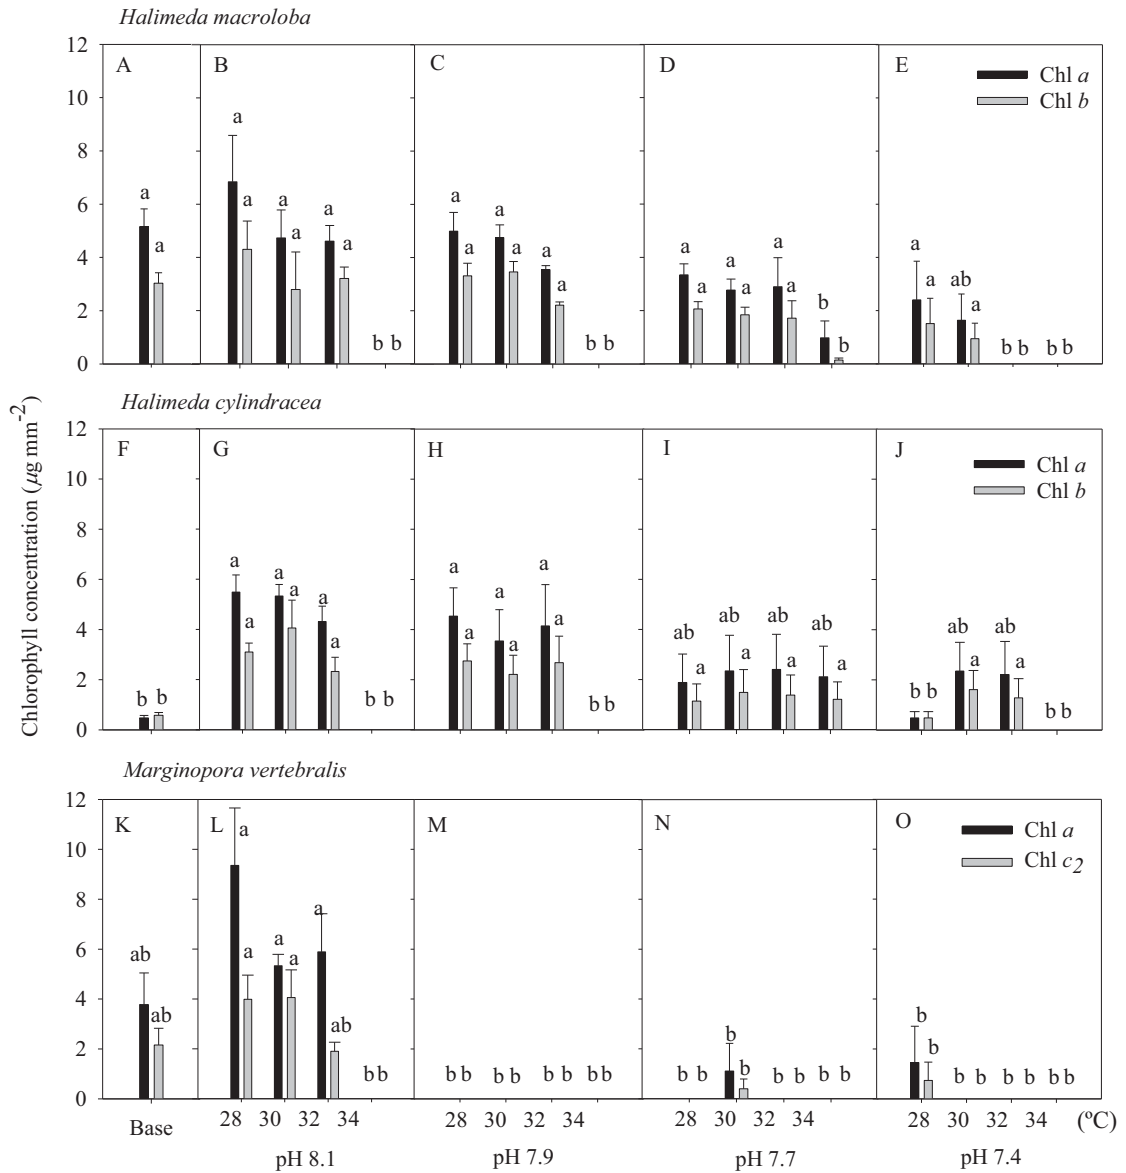 Halimeda macroloba
12 A B C D E Chl a
10 Chl b
8 a
6 a a a a a
4 a a a a a a a a a a
2 a a a a a a b a a ab a
0 b b b b b b b b b
Halimeda cylindracea
12 F G H I J Chl a
10 Chl b
8
6 a a a a a a
4 a a a a a a ab ab ab ab ab ab
2 b b a a a a b b a a
0 b b b b b b
Marginopora vertebralis
12 K L M N O Chl a
10 a Chl c2
8 a
6 ab a a a
4 ab ab
2 b b b b
0 b b b b b b b b b b b b b b b b b b b b b b
Chlorophyll concentration (µg mm-2)
Base 28 30 32 34 28 30 32 34 28 30 32 34 28 30 32 34 (ºC)
pH 8.1 pH 7.9 pH 7.7 pH 7.4